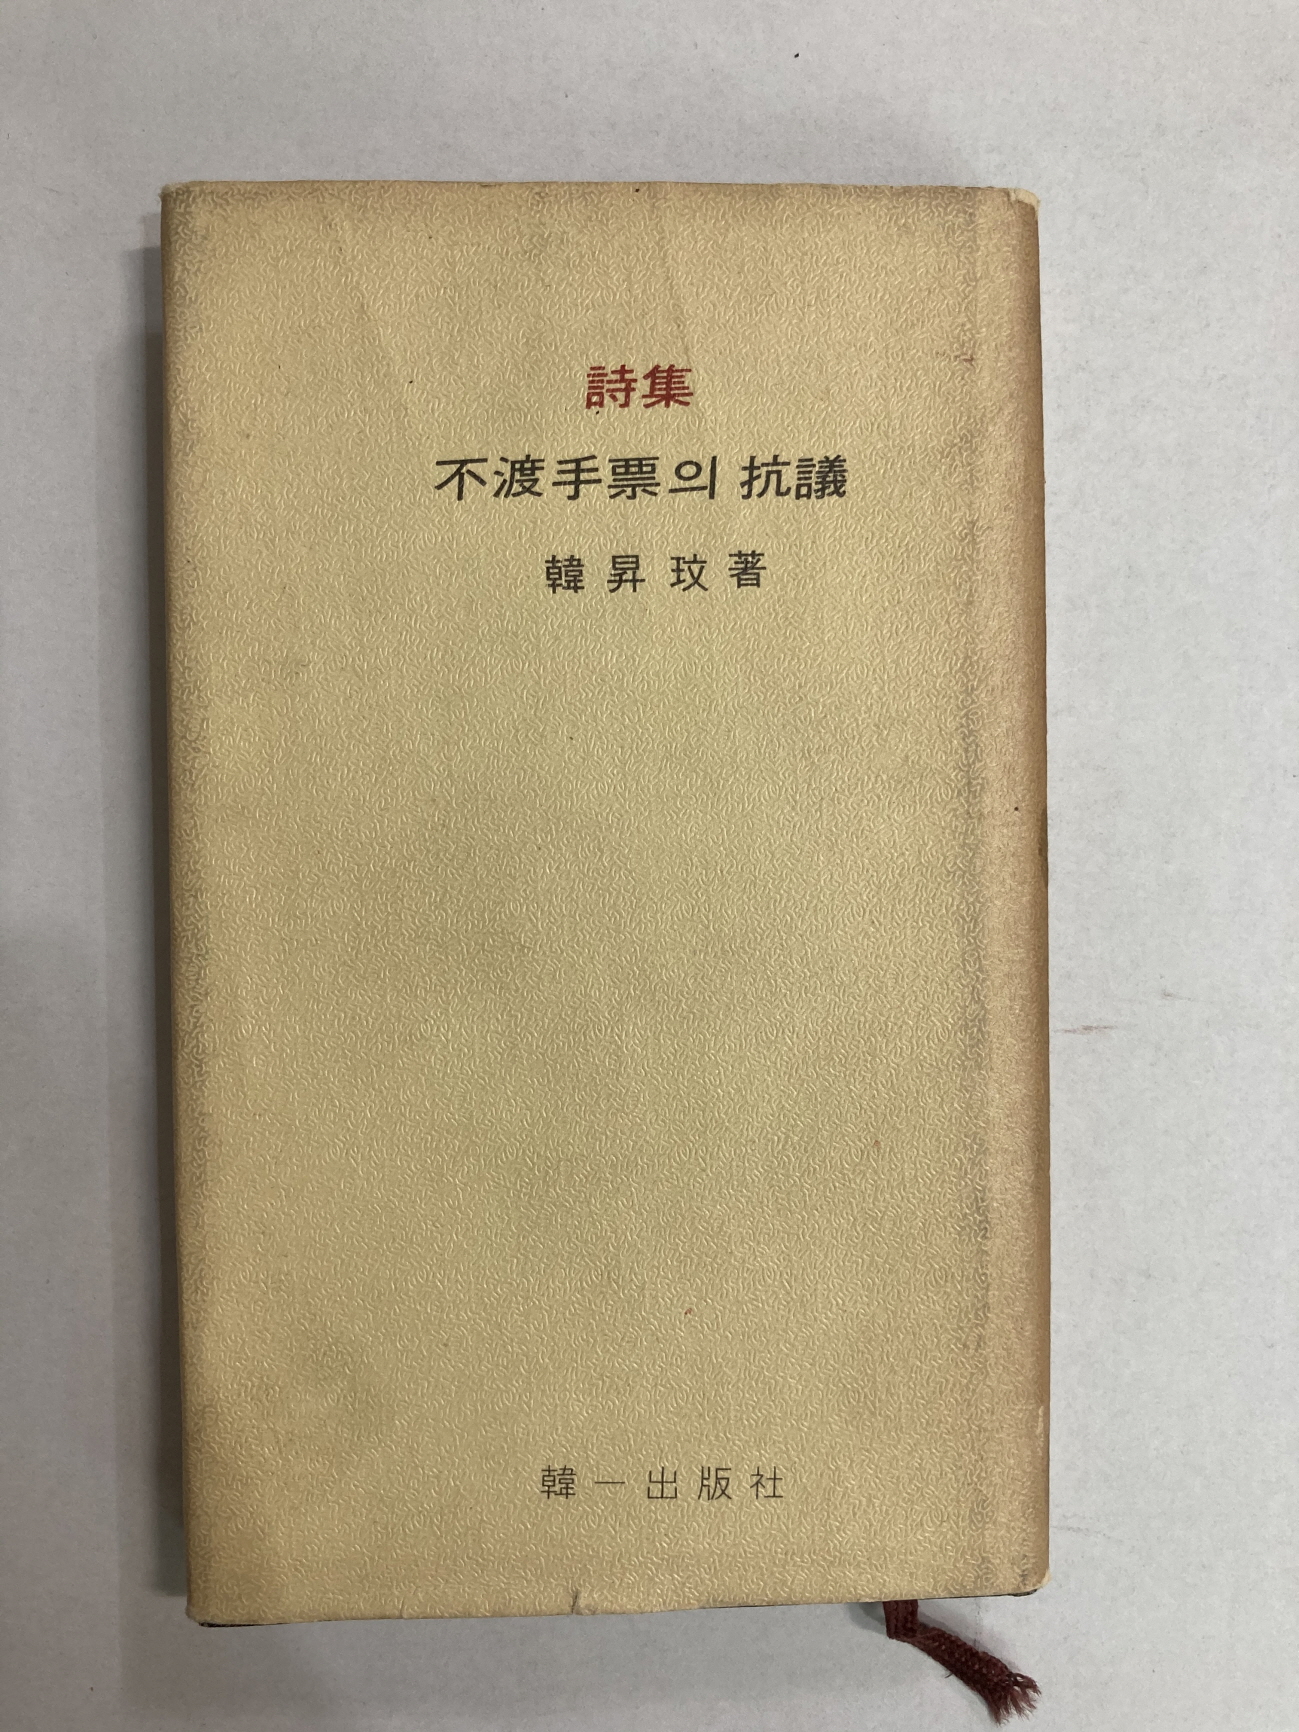 詩集
不渡手票의 抗議
韓昇玟著
韓一出版社